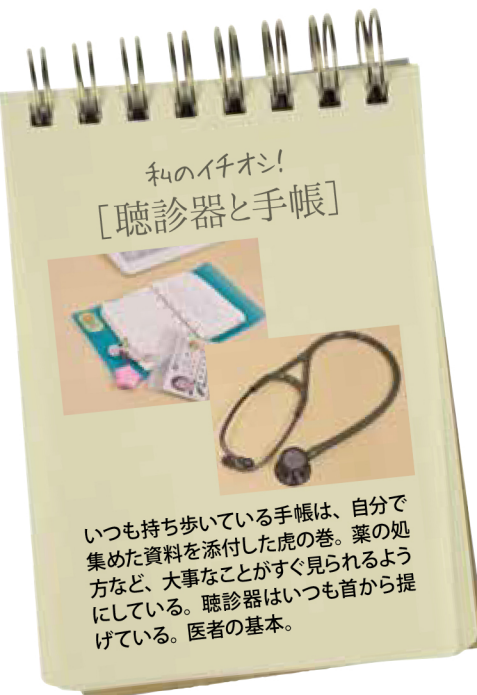 私のイチオシ!
[聴診器と手帳]
いつも持ち歩いている手帳は、自分で
集めた資料を添付した虎の巻。薬の処
方など、大事なことがすぐ見られるよう
にしている。聴診器はいつも首から提
げている。医者の基本。